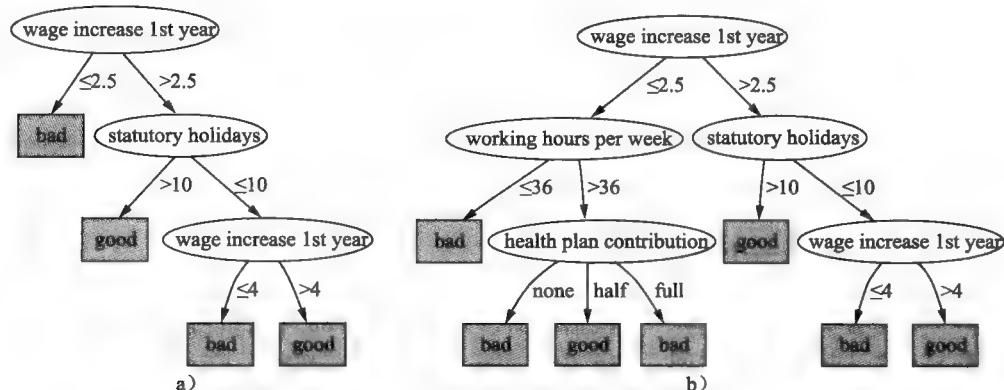 wage increase 1st year
≤2.5
>2.5
bad
statutory holidays
>10
≤10
good
wage increase 1st year
≤4
>4
bad
good
a)
wage increase 1st year
≤2.5
>2.5
working hours per week
statutory holidays
≤36
>36
>10
≤10
bad
health plan contribution
good
wage increase 1st year
none
half
full
≤4
>4
bad
good
bad
bad
good
b)